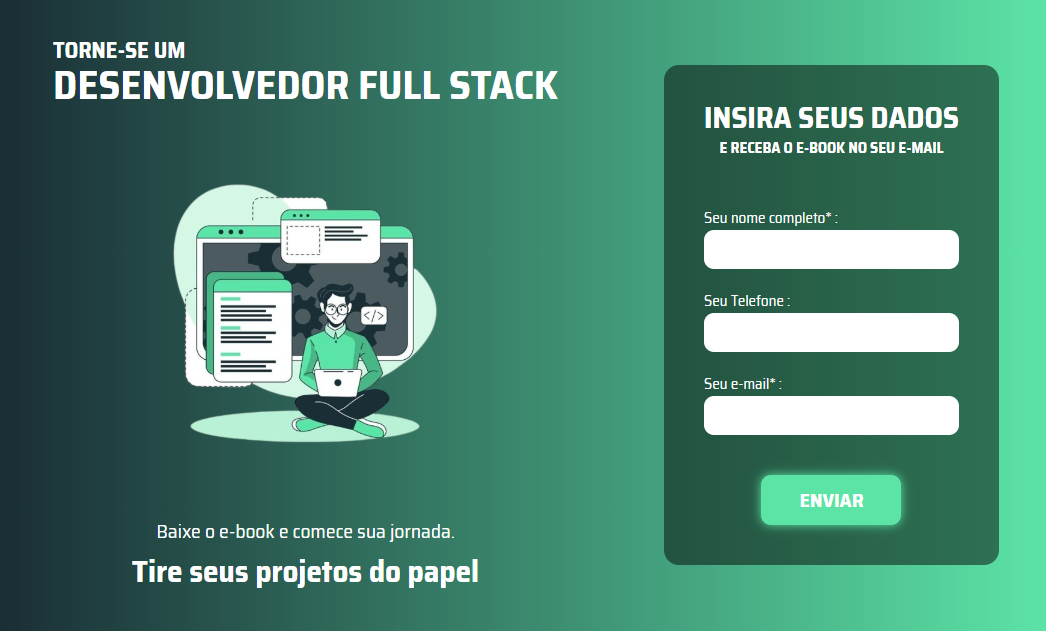 TORNE-SE UM
DESENVOLVEDOR FULL STACK
</>
Baixe o e-book e comece sua jornada.
Tire seus projetos do papel
INSIRA SEUS DADOS
E RECEBA O E-BOOK NO SEU E-MAIL
Seu nome completo* :
Seu Telefone :
Seu e-mail* :
ENVIAR